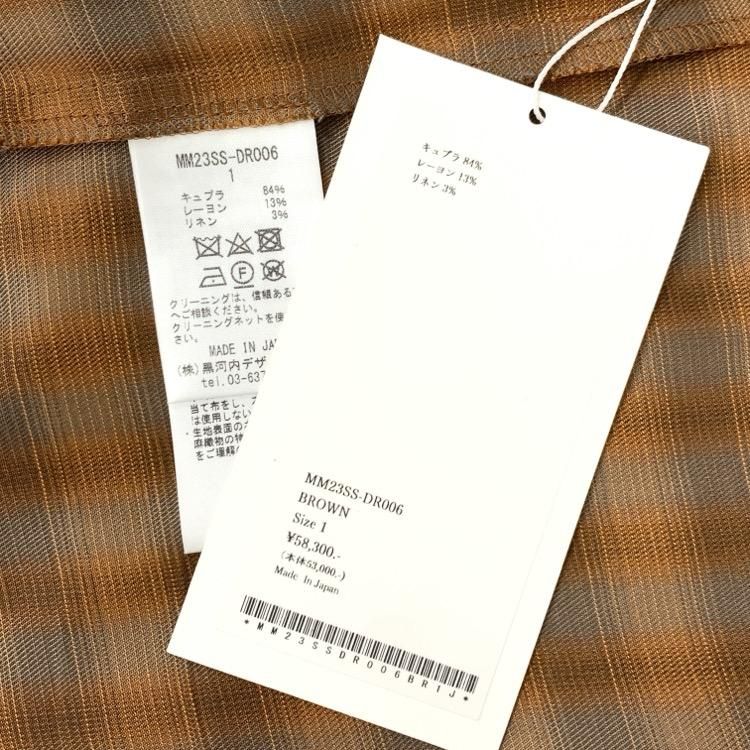 MM23SS-DR006
1
キュプラ 84%
レーヨン 13%
リネン 3%
クリーニングは、信頼ある
へご相談ください。
クリーニングネットを使
さい。
MADE IN JA
(株)黒河内デザ
tel.03-637
当て布をし、
は使用しない
・生地表面の
麻織物の特
をご理解
キュプラ 84%
レーヨン 13%
リネン 3%
MM23SS-DR006
BROWN
Size 1
¥58,300.-
(本体53,000.-)
Made In Japan
*MM23SSDR006BR1J*